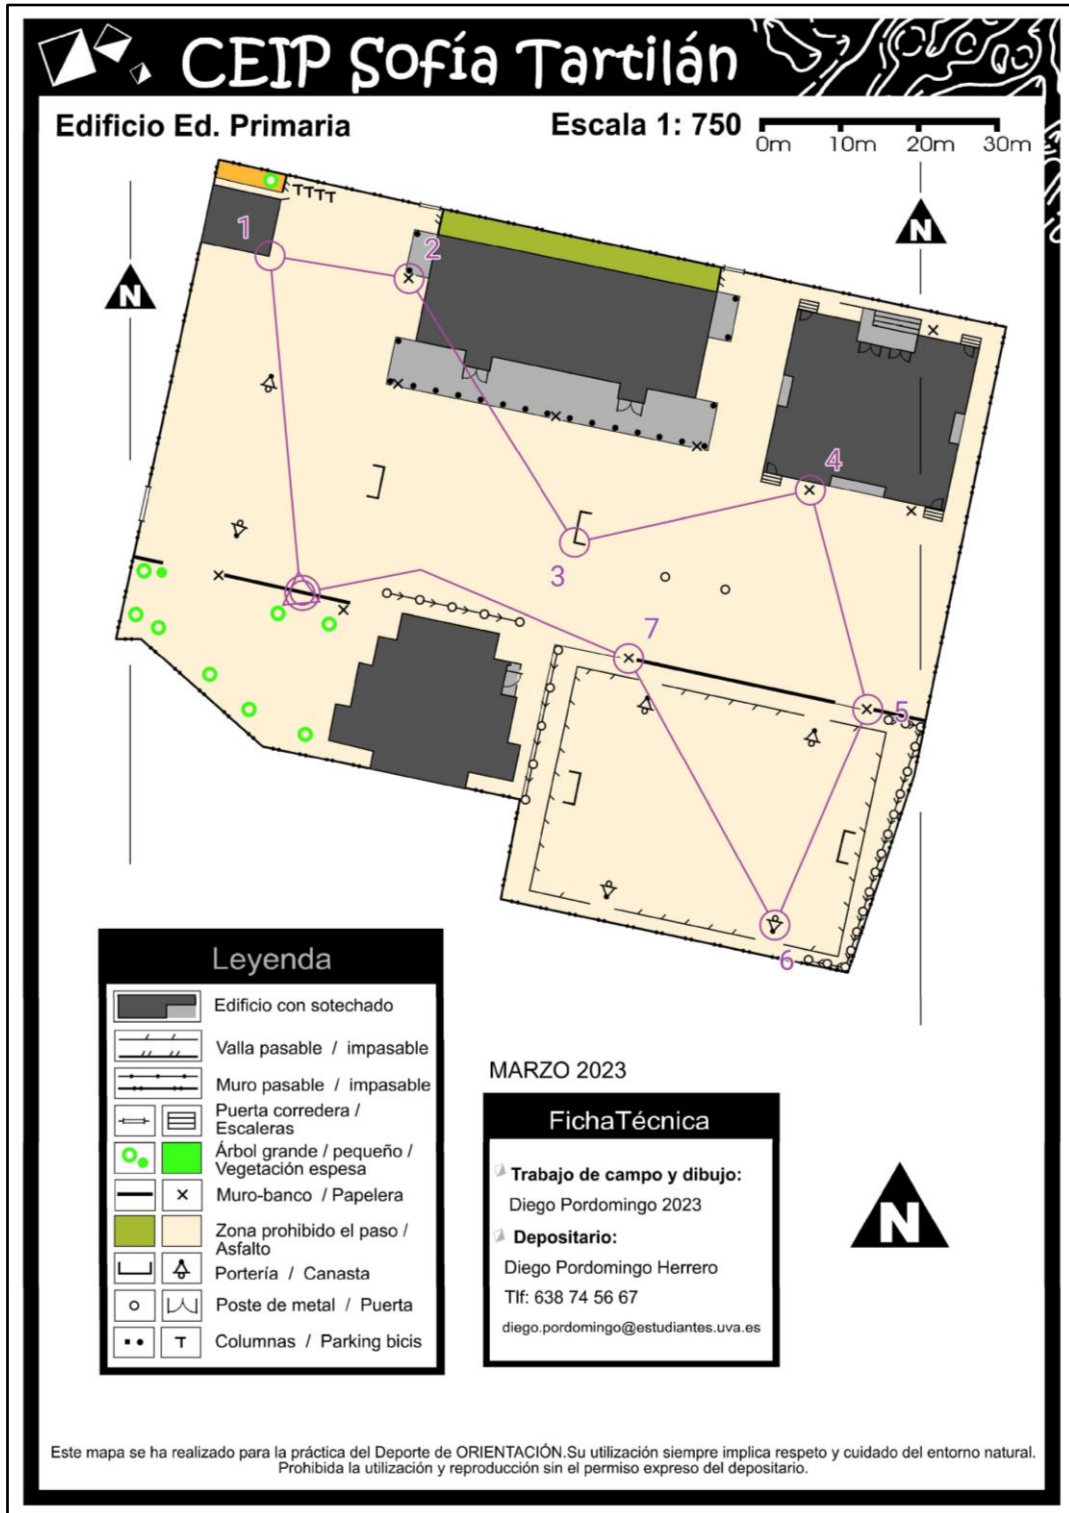 CEIP Sofía Tartilán
Edificio Ed. Primaria
Escala 1: 750
0m 10m 20m 30m
N
N
1
2
3
4
5
6
7
Leyenda
Edificio con sotechado
Valla pasable / impasable
Muro pasable / impasable
Puerta corredera /
Escaleras
Árbol grande / pequeño /
Vegetación espesa
Muro-banco / Papelera
Zona prohibido el paso /
Asfalto
Portería / Canasta
Poste de metal / Puerta
Columnas / Parking bicis
MARZO 2023
FichaTécnica
Trabajo de campo y dibujo:
Diego Pordomingo 2023
Depositario:
Diego Pordomingo Herrero
Tlf: 638 74 56 67
diego.pordomingo@estudiantes.uva.es
N
Este mapa se ha realizado para la práctica del Deporte de ORIENTACIÓN.Su utilización siempre implica respeto y cuidado del entorno natural.
Prohibida la utilización y reproducción sin el permiso expreso del depositario.